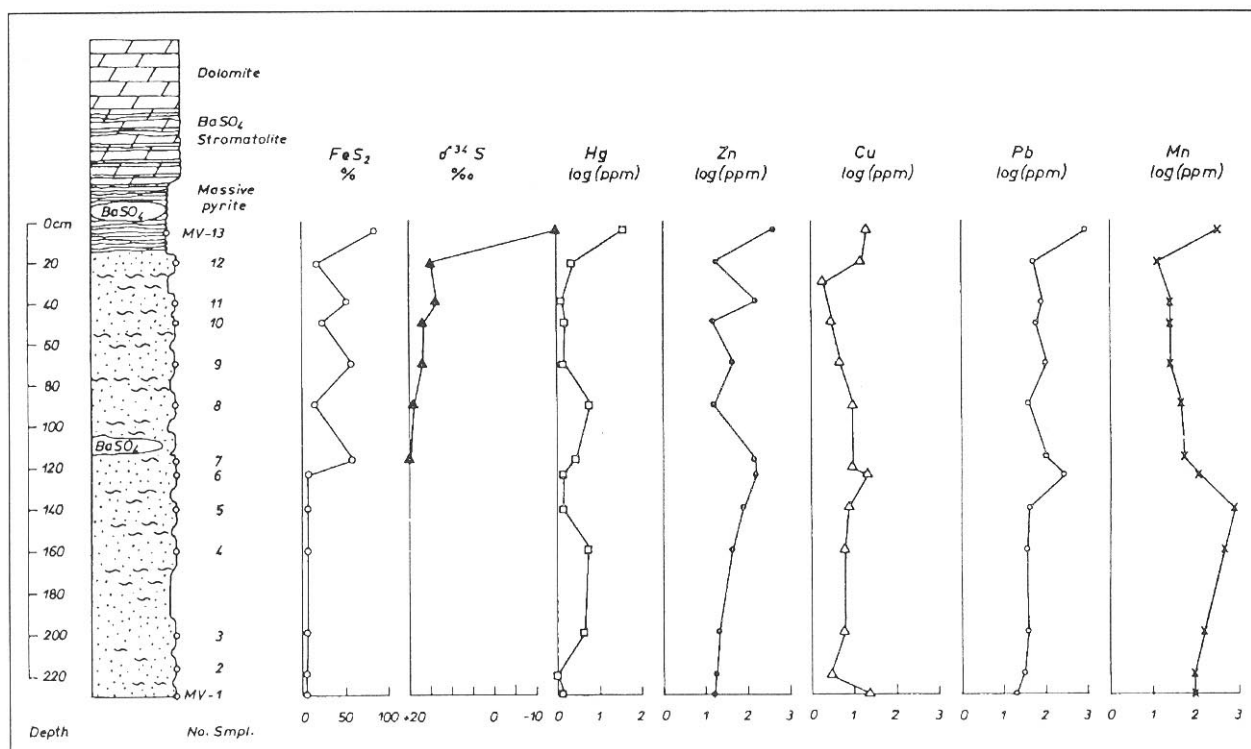 Dolomite
BaSO₄
Stromatolite
FeS₂
%
δ³⁴S
‰
Hg
log(ppm)
Zn
log(ppm)
Cu
log(ppm)
Pb
log(ppm)
Mn
log(ppm)
Massive
pyrite
BaSO₄
0cm
MV-13
20
12
40
11
10
60
9
80
8
100
BaSO₄
7
120
6
140
5
160
4
180
200
3
2
220
MV-1
0 50 100
+20 0 -10
0 1 2
0 1 2 3
0 1 2 3
0 1 2 3
0 1 2 3
Depth
No. Smpl.